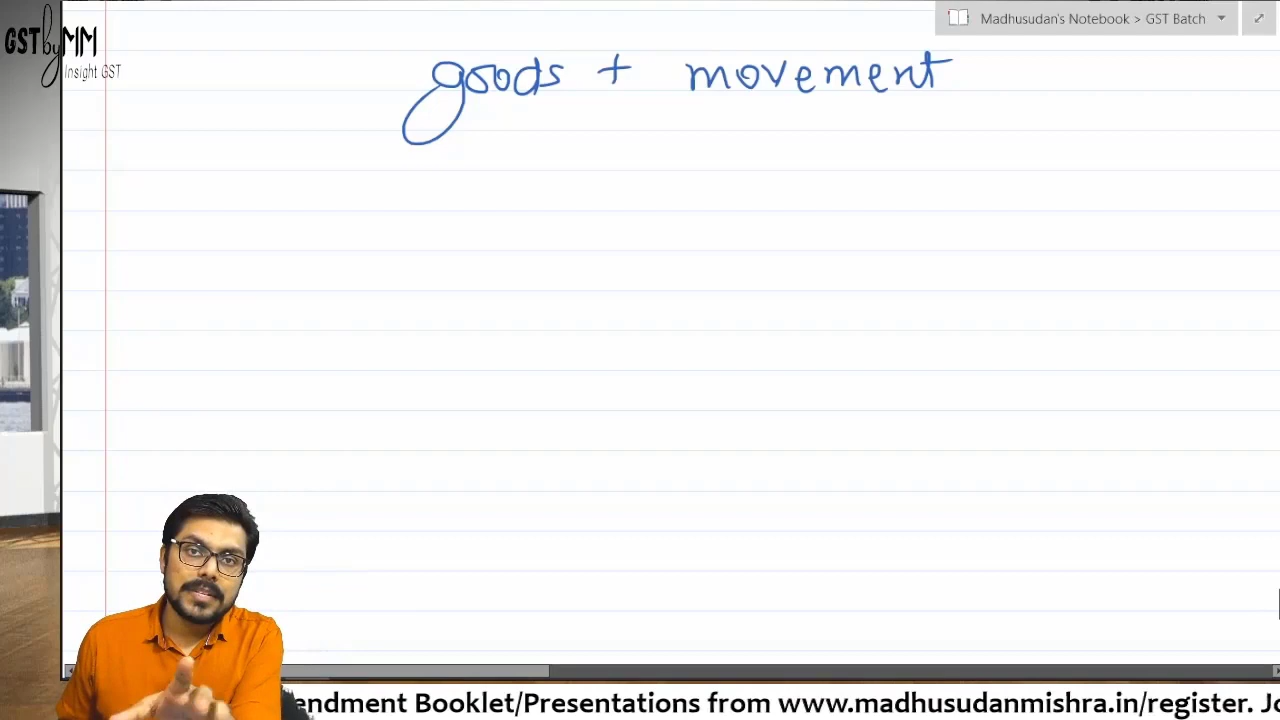 GST by MM
Insight GST
Madhusudan's Notebook > GST Batch
goods + movement
endment Booklet/Presentations from www.madhusudanmishra.in/register. Jo